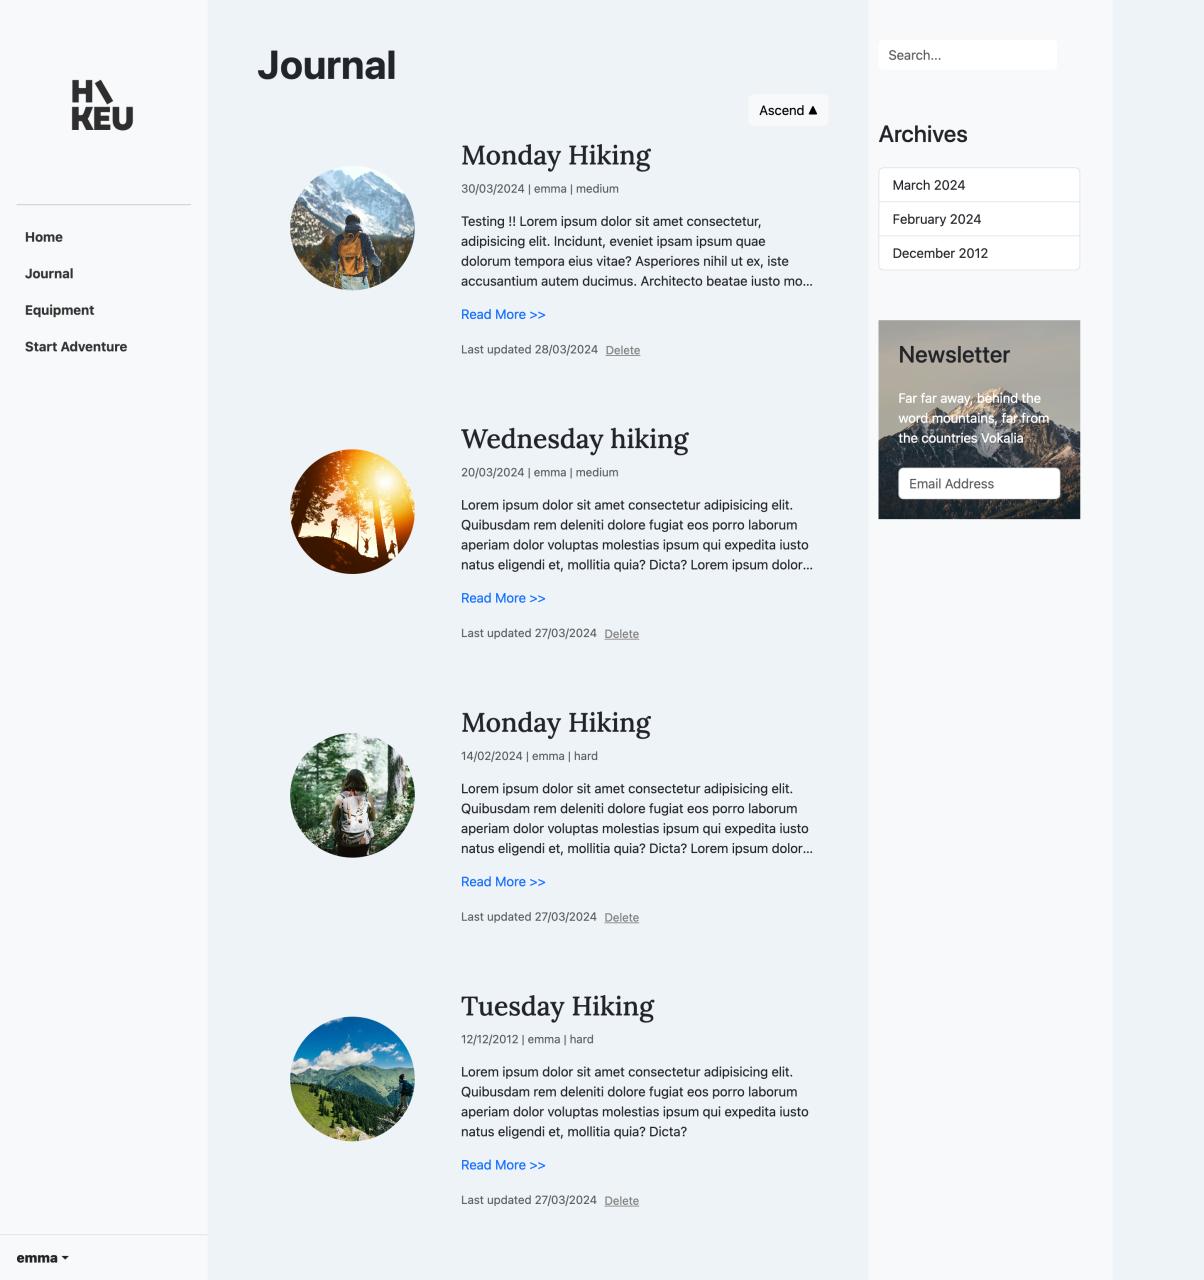 H\
KEU
Home
Journal
Equipment
Start Adventure
emma
Journal
Ascend ▲
Monday Hiking
30/03/2024 | emma | medium
Testing !! Lorem ipsum dolor sit amet consectetur,
adipisicing elit. Incidunt, eveniet ipsam ipsum quae
dolorum tempora eius vitae? Asperiores nihil ut ex, iste
accusantium autem ducimus. Architecto beatae iusto mo...
Read More >>
Last updated 28/03/2024 Delete
Wednesday hiking
20/03/2024 | emma | medium
Lorem ipsum dolor sit amet consectetur adipisicing elit.
Quibusdam rem deleniti dolore fugiat eos porro laborum
aperiam dolor voluptas molestias ipsum qui expedita iusto
natus eligendi et, mollitia quia? Dicta? Lorem ipsum dolor...
Read More >>
Last updated 27/03/2024 Delete
Monday Hiking
14/02/2024 | emma | hard
Lorem ipsum dolor sit amet consectetur adipisicing elit.
Quibusdam rem deleniti dolore fugiat eos porro laborum
aperiam dolor voluptas molestias ipsum qui expedita iusto
natus eligendi et, mollitia quia? Dicta? Lorem ipsum dolor...
Read More >>
Last updated 27/03/2024 Delete
Tuesday Hiking
12/12/2012 | emma | hard
Lorem ipsum dolor sit amet consectetur adipisicing elit.
Quibusdam rem deleniti dolore fugiat eos porro laborum
aperiam dolor voluptas molestias ipsum qui expedita iusto
natus eligendi et, mollitia quia? Dicta?
Read More >>
Last updated 27/03/2024 Delete
Search...
Archives
March 2024
February 2024
December 2012
Newsletter
Far far away, behind the
word mountains, far from
the countries Vokalia
Email Address